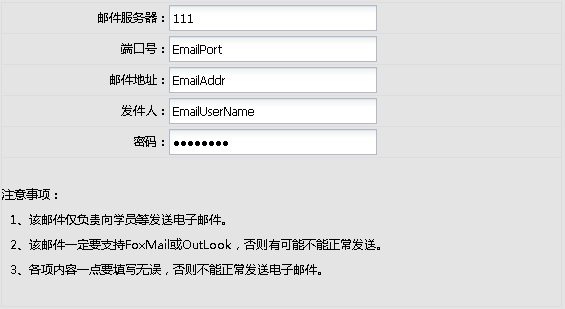 邮件服务器：111
端口号：EmailPort
邮件地址：EmailAddr
发件人：EmailUserName
密码：●●●●●●●●
注意事项：
1、该邮件仅负责向学员等发送电子邮件。
2、该邮件一定要支持FoxMail或OutLook，否则有可能不能正常发送。
3、各项内容一点要填写无误，否则不能正常发送电子邮件。